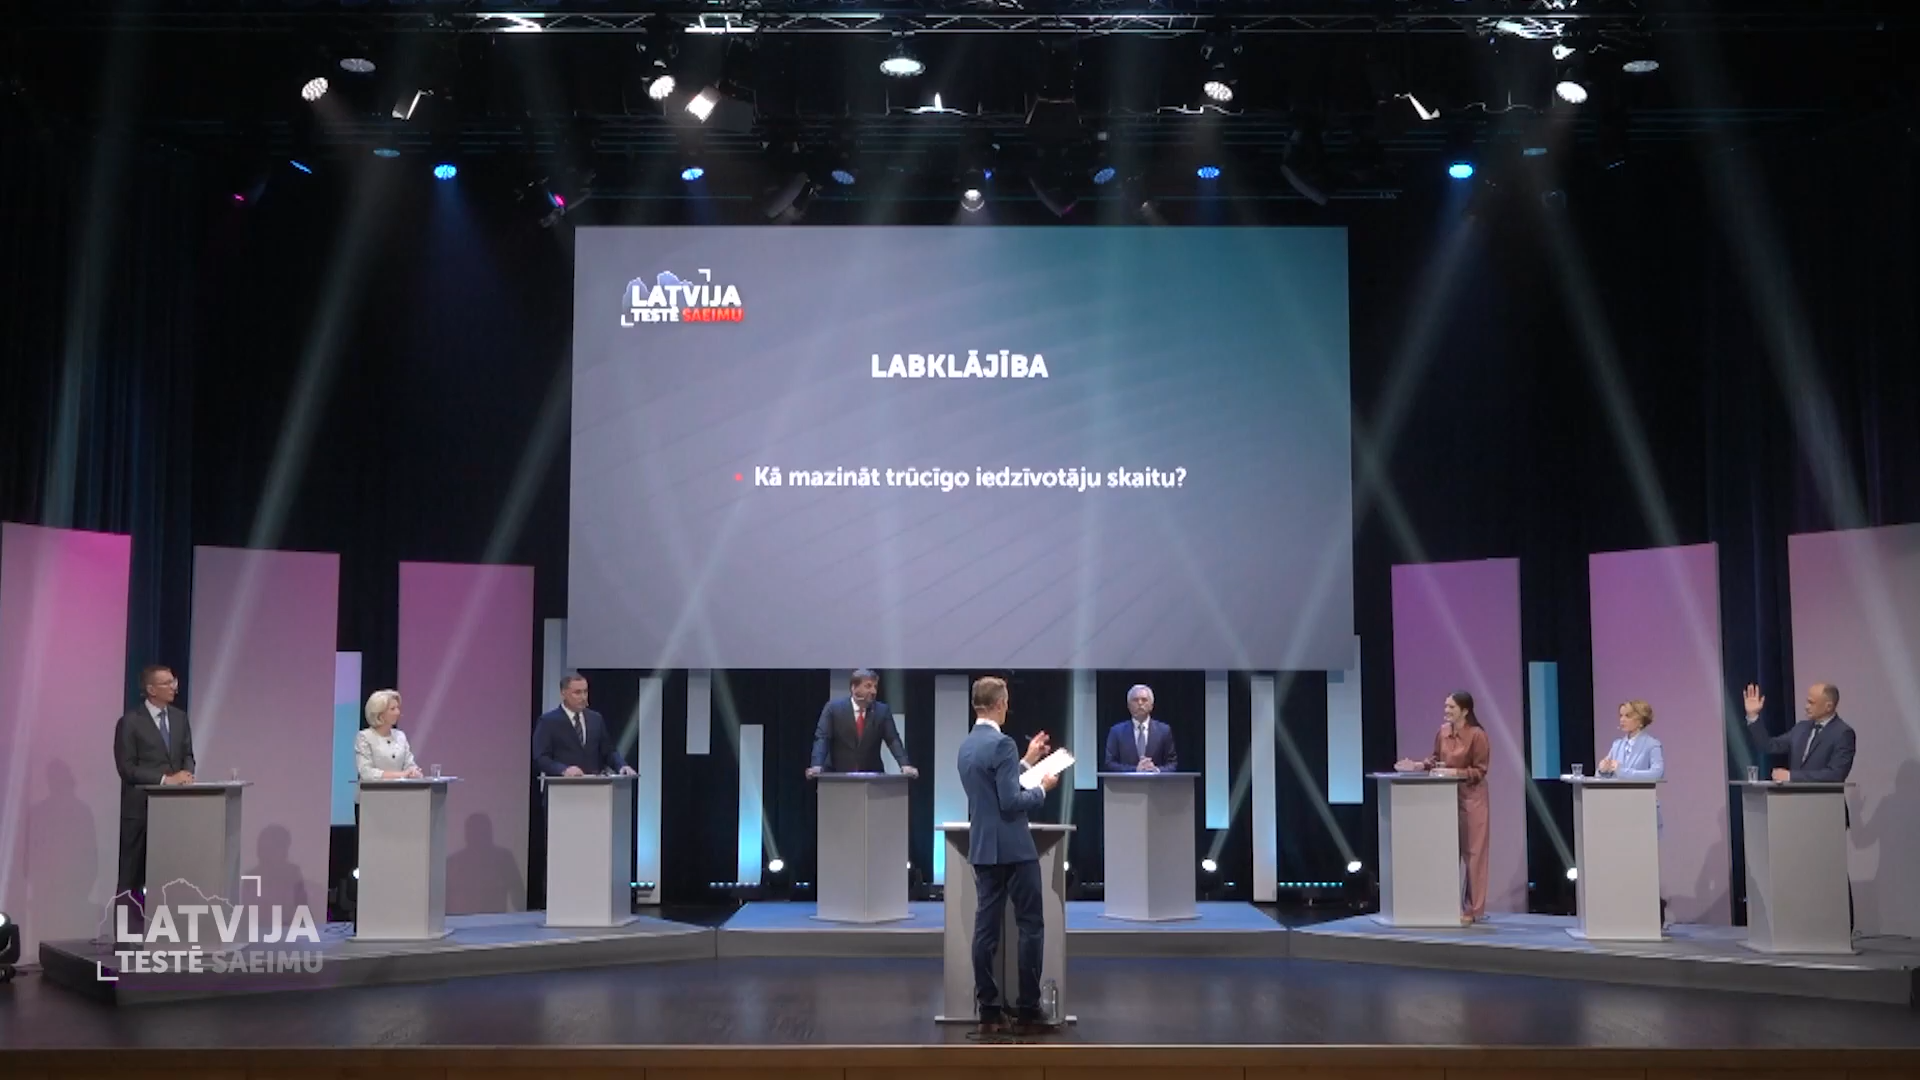 LATVIJA
TESTĒ SAEIMU
LABKLĀJĪBA
Kā mazināt trūcīgo iedzīvotāju skaitu?
LATVIJA
TESTĒ SAEIMU